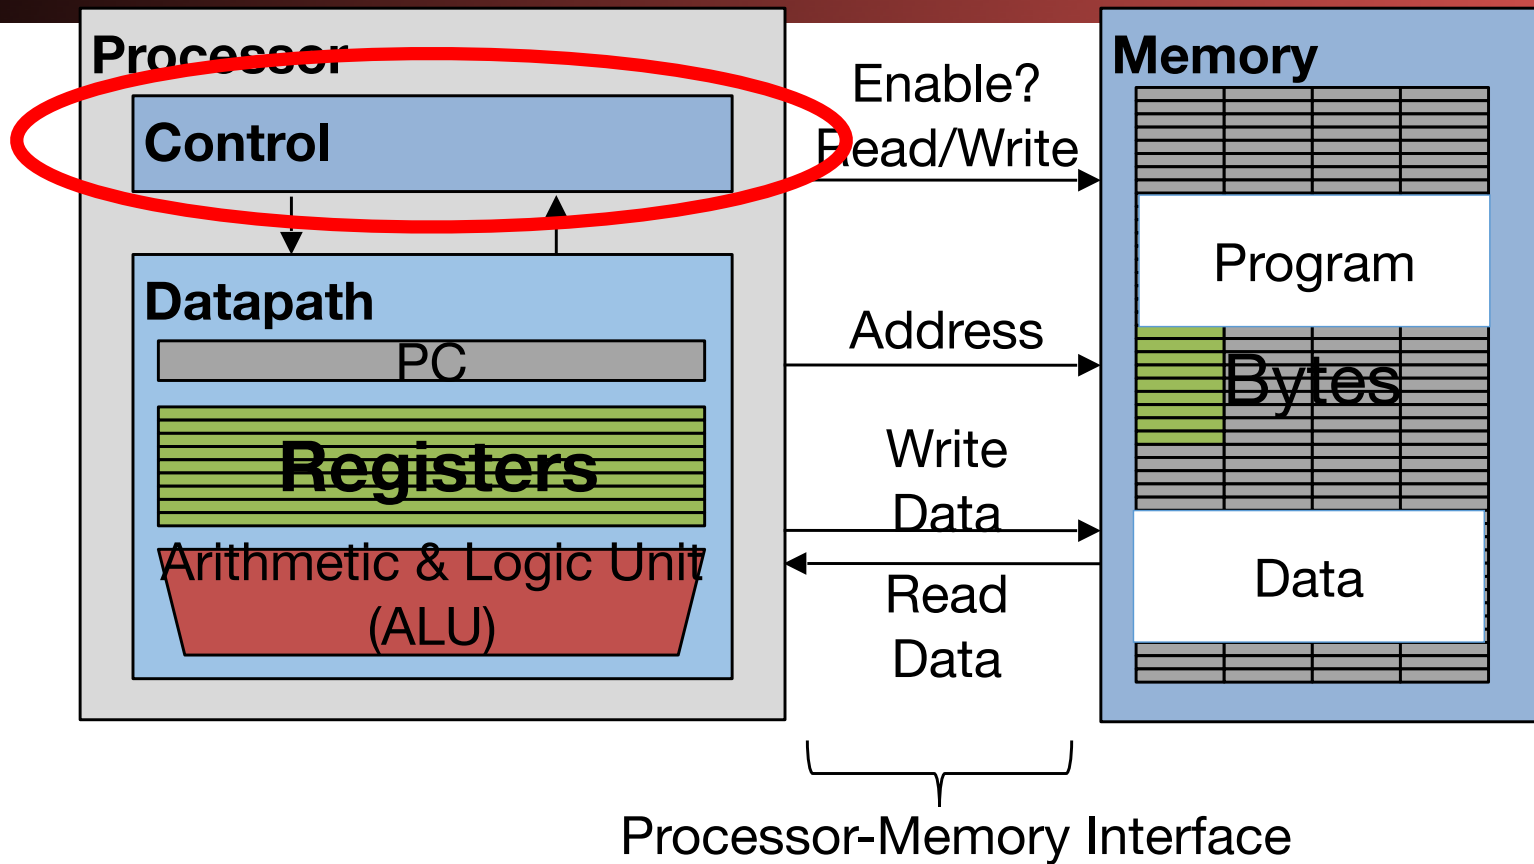 Processor
Control
Datapath
PC
Registers
Arithmetic & Logic Unit
(ALU)
Enable?
Read/Write
Address
Write
Data
Read
Data
Processor-Memory Interface
Memory
Program
Bytes
Data